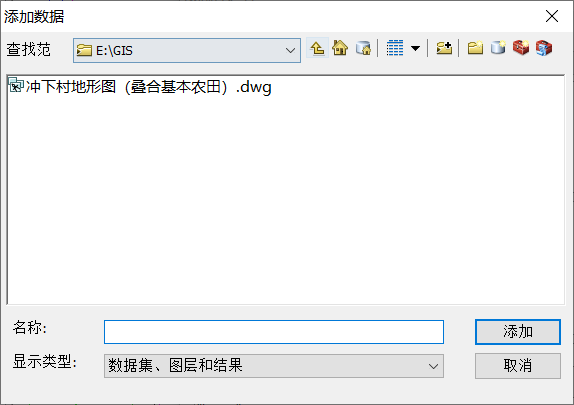 添加数据
查找范
E:\GIS
冲下村地形图（叠合基本农田）.dwg
名称:
添加
显示类型:
数据集、图层和结果
取消